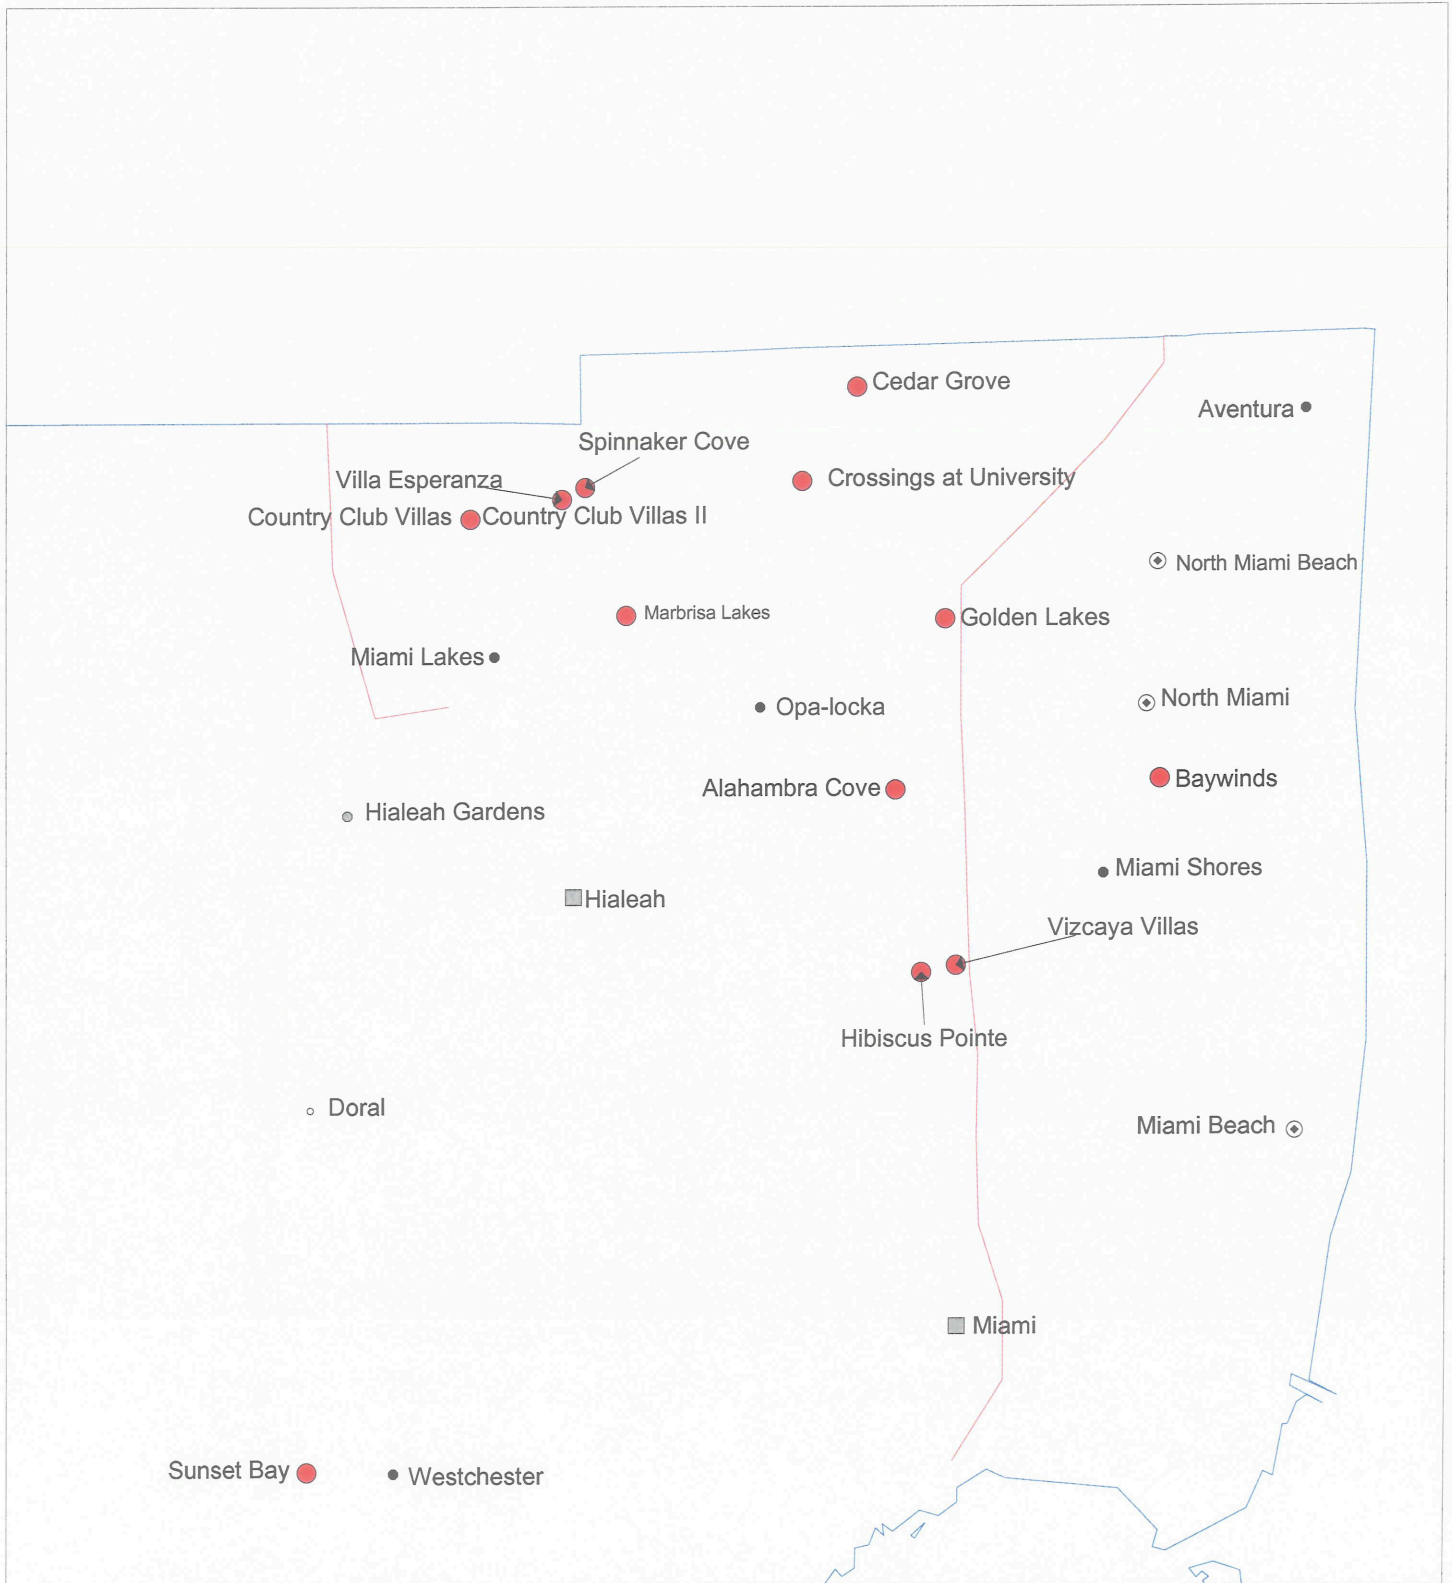 Cedar Grove
Aventura
Spinnaker Cove
Villa Esperanza
Crossings at University
Country Club Villas
Country Club Villas II
North Miami Beach
Marbrisa Lakes
Golden Lakes
Miami Lakes
North Miami
Opa-locka
Baywinds
Alahambra Cove
Hialeah Gardens
Miami Shores
Hialeah
Vizcaya Villas
Hibiscus Pointe
Doral
Miami Beach
Miami
Sunset Bay
Westchester